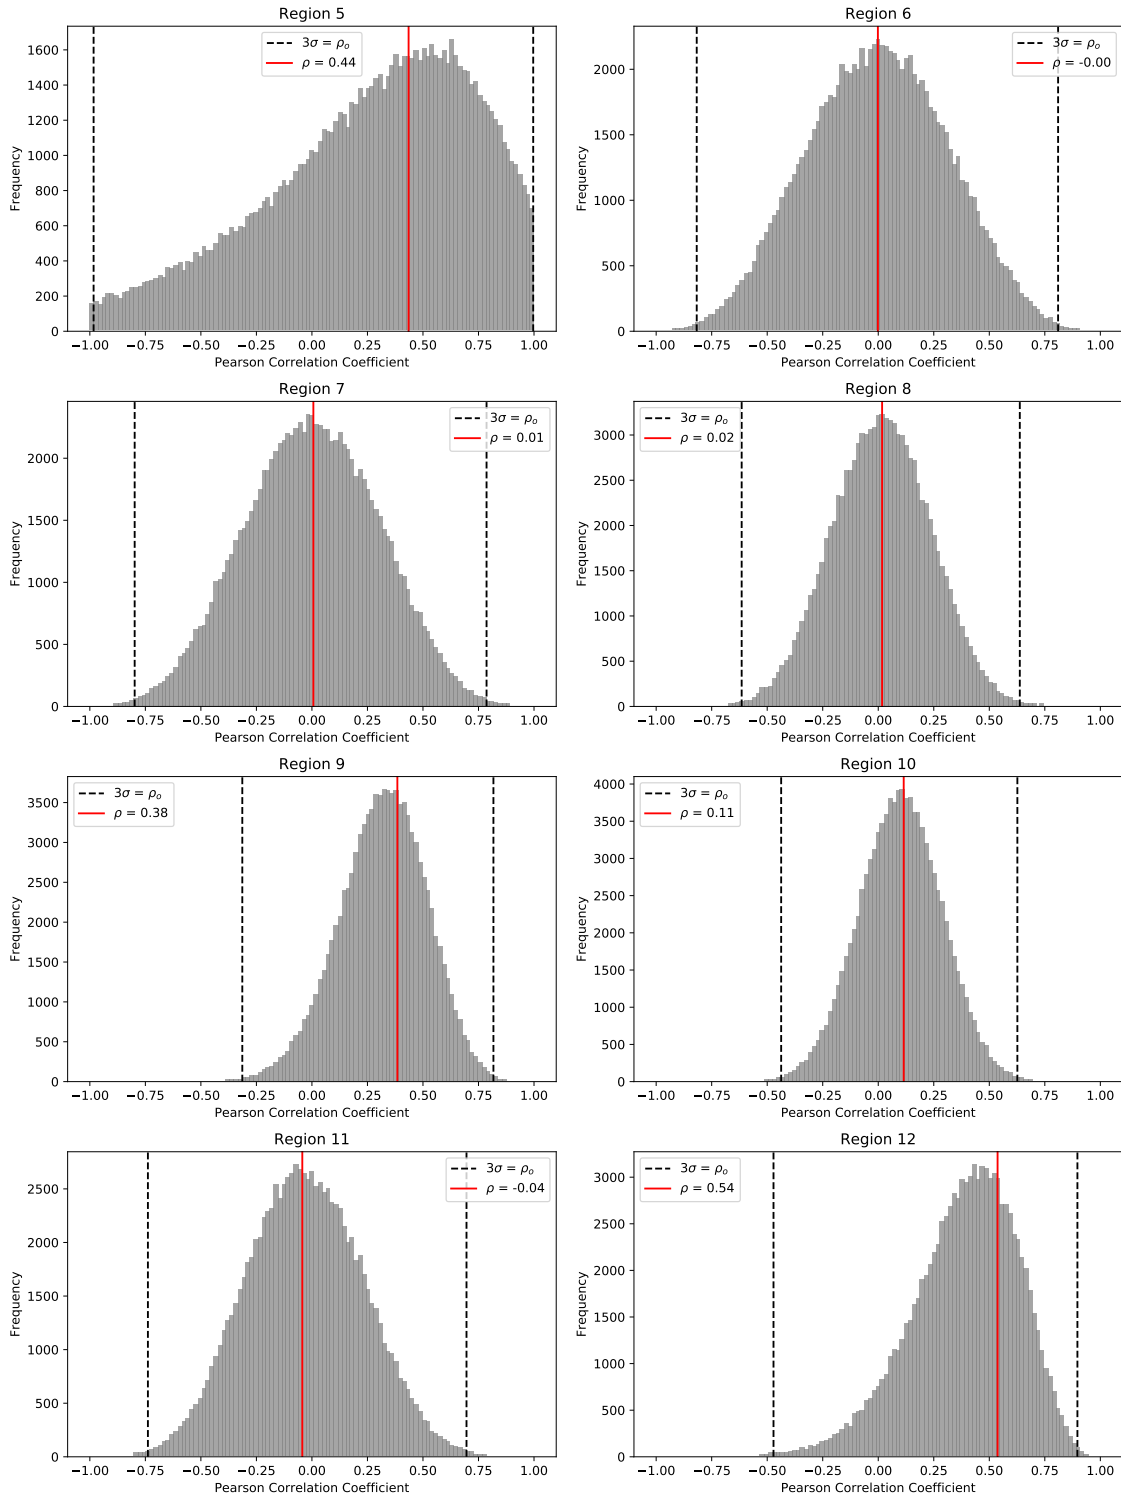 Region 5
3σ = ρₒ
ρ = 0.44
Frequency
1600
1400
1200
1000
800
600
400
200
0
−1.00 −0.75 −0.50 −0.25 0.00 0.25 0.50 0.75 1.00
Pearson Correlation Coefficient
Region 6
3σ = ρₒ
ρ = -0.00
Frequency
2000
1500
1000
500
0
−1.00 −0.75 −0.50 −0.25 0.00 0.25 0.50 0.75 1.00
Pearson Correlation Coefficient
Region 7
3σ = ρₒ
ρ = 0.01
Frequency
2000
1500
1000
500
0
−1.00 −0.75 −0.50 −0.25 0.00 0.25 0.50 0.75 1.00
Pearson Correlation Coefficient
Region 8
3σ = ρₒ
ρ = 0.02
Frequency
3000
2500
2000
1500
1000
500
0
−1.00 −0.75 −0.50 −0.25 0.00 0.25 0.50 0.75 1.00
Pearson Correlation Coefficient
Region 9
3σ = ρₒ
ρ = 0.38
Frequency
3500
3000
2500
2000
1500
1000
500
0
−1.00 −0.75 −0.50 −0.25 0.00 0.25 0.50 0.75 1.00
Pearson Correlation Coefficient
Region 10
3σ = ρₒ
ρ = 0.11
Frequency
4000
3500
3000
2500
2000
1500
1000
500
0
−1.00 −0.75 −0.50 −0.25 0.00 0.25 0.50 0.75 1.00
Pearson Correlation Coefficient
Region 11
3σ = ρₒ
ρ = -0.04
Frequency
2500
2000
1500
1000
500
0
−1.00 −0.75 −0.50 −0.25 0.00 0.25 0.50 0.75 1.00
Pearson Correlation Coefficient
Region 12
3σ = ρₒ
ρ = 0.54
Frequency
3000
2500
2000
1500
1000
500
0
−1.00 −0.75 −0.50 −0.25 0.00 0.25 0.50 0.75 1.00
Pearson Correlation Coefficient